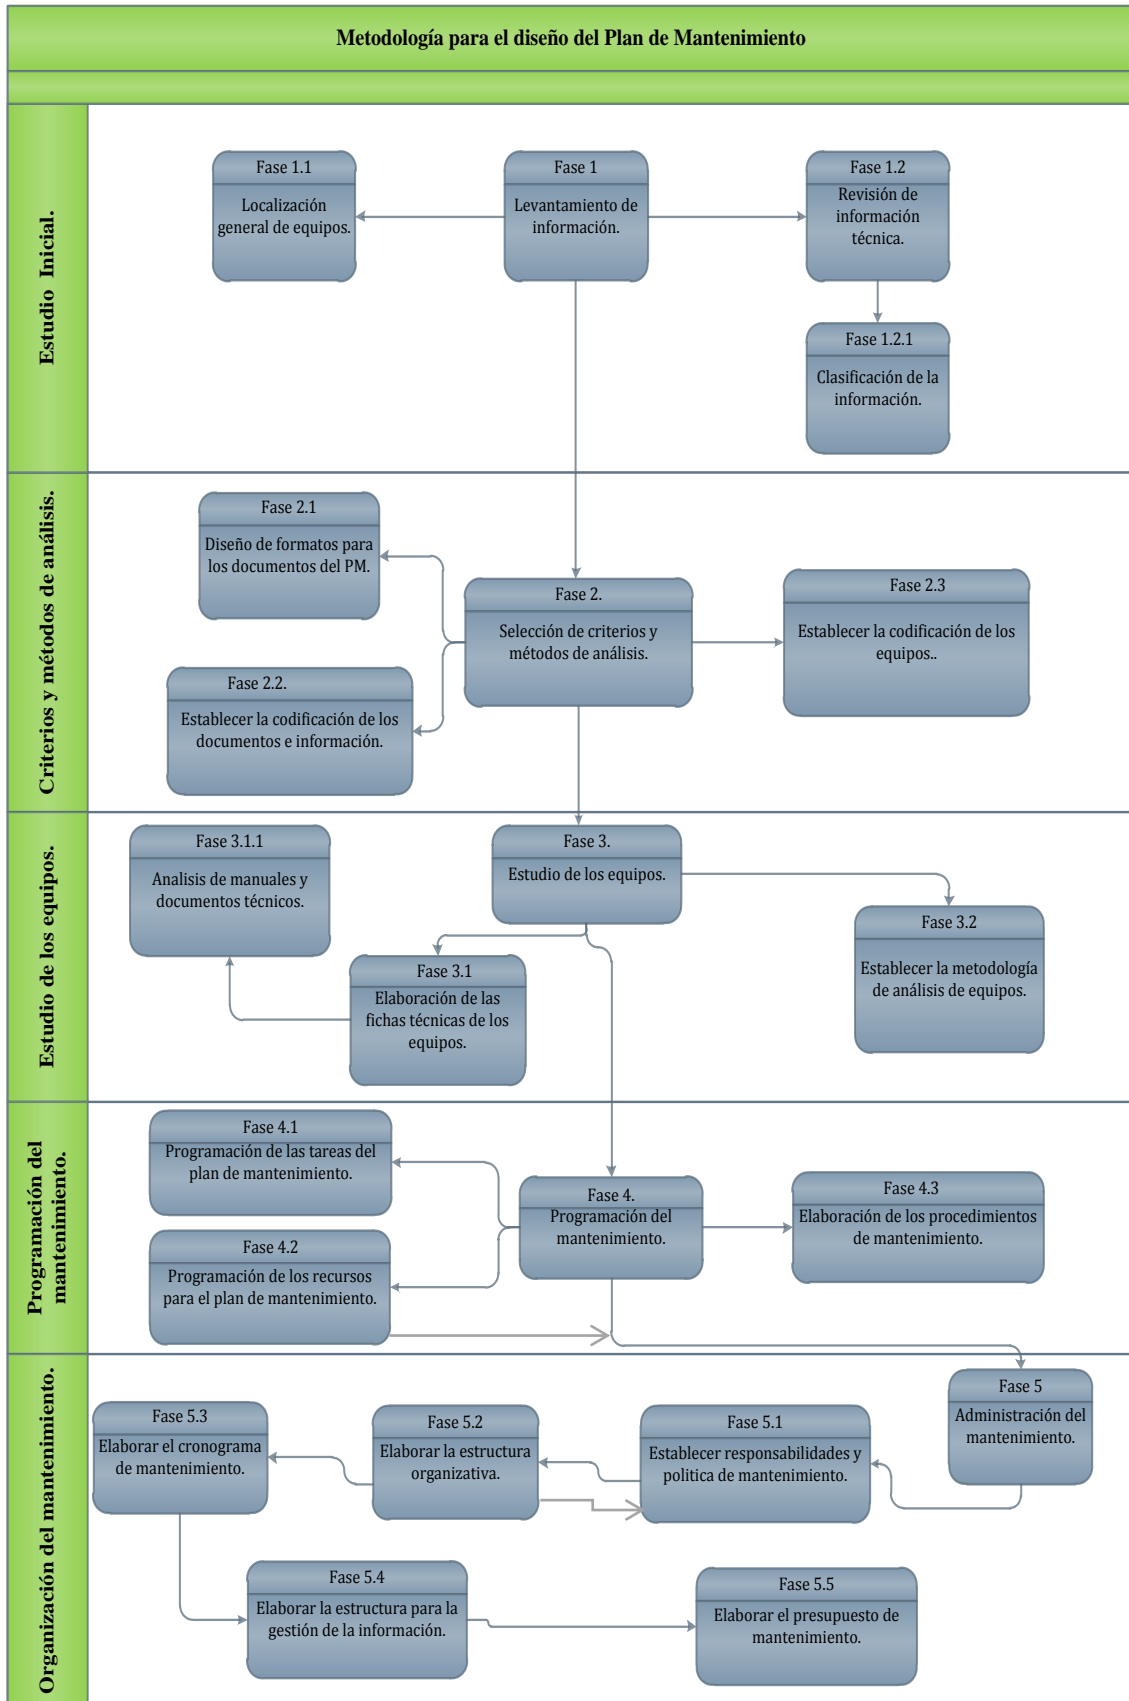 Metodología para el diseño del Plan de Mantenimiento
Estudio  Inicial.
Fase 1.1
Localización
general de equipos.
Fase 1
Levantamiento de
información.
Fase 1.2
Revisión de
información
técnica.
Fase 1.2.1
Clasificación de la
información.
Criterios y métodos de análisis.
Fase 2.1
Diseño de formatos para
los documentos del PM.
Fase 2.
Selección de criterios y
métodos de análisis.
Fase 2.3
Establecer la codificación de los
equipos..
Fase 2.2.
Establecer la codificación de los
documentos e información.
Estudio de los equipos.
Fase 3.1.1
Analisis de manuales y
documentos técnicos.
Fase 3.
Estudio de los equipos.
Fase 3.2
Establecer la metodología
de análisis de equipos.
Fase 3.1
Elaboración de las
fichas técnicas de los
equipos.
Programación del
mantenimiento.
Fase 4.1
Programación de las tareas del
plan de mantenimiento.
Fase 4.
Programación del
mantenimiento.
Fase 4.3
Elaboración de los procedimientos
de mantenimiento.
Fase 4.2
Programación de los recursos
para el plan de mantenimiento.
Organización del mantenimiento.
Fase 5
Administración del
mantenimiento.
Fase 5.1
Establecer responsabilidades y
politica de mantenimiento.
Fase 5.2
Elaborar la estructura
organizativa.
Fase 5.3
Elaborar el cronograma
de mantenimiento.
Fase 5.4
Elaborar la estructura para la
gestión de la información.
Fase 5.5
Elaborar el presupuesto de
mantenimiento.